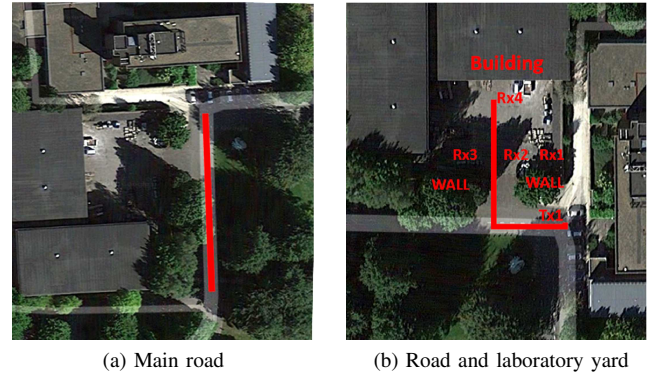 Building
Rx4
Rx3 Rx2 Rx1
WALL WALL
Tx1
(a) Main road
(b) Road and laboratory yard